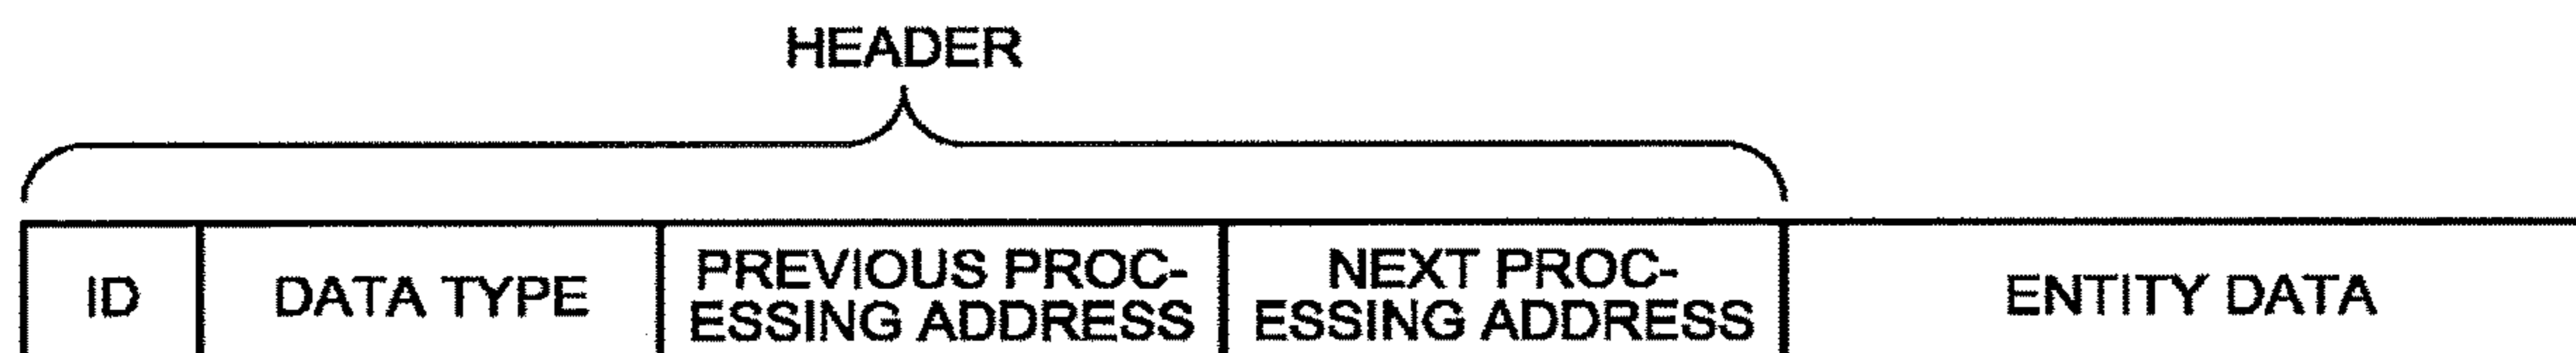 HEADER
ID
DATA TYPE
PREVIOUS PROC-
ESSING ADDRESS
NEXT PROC-
ESSING ADDRESS
ENTITY DATA